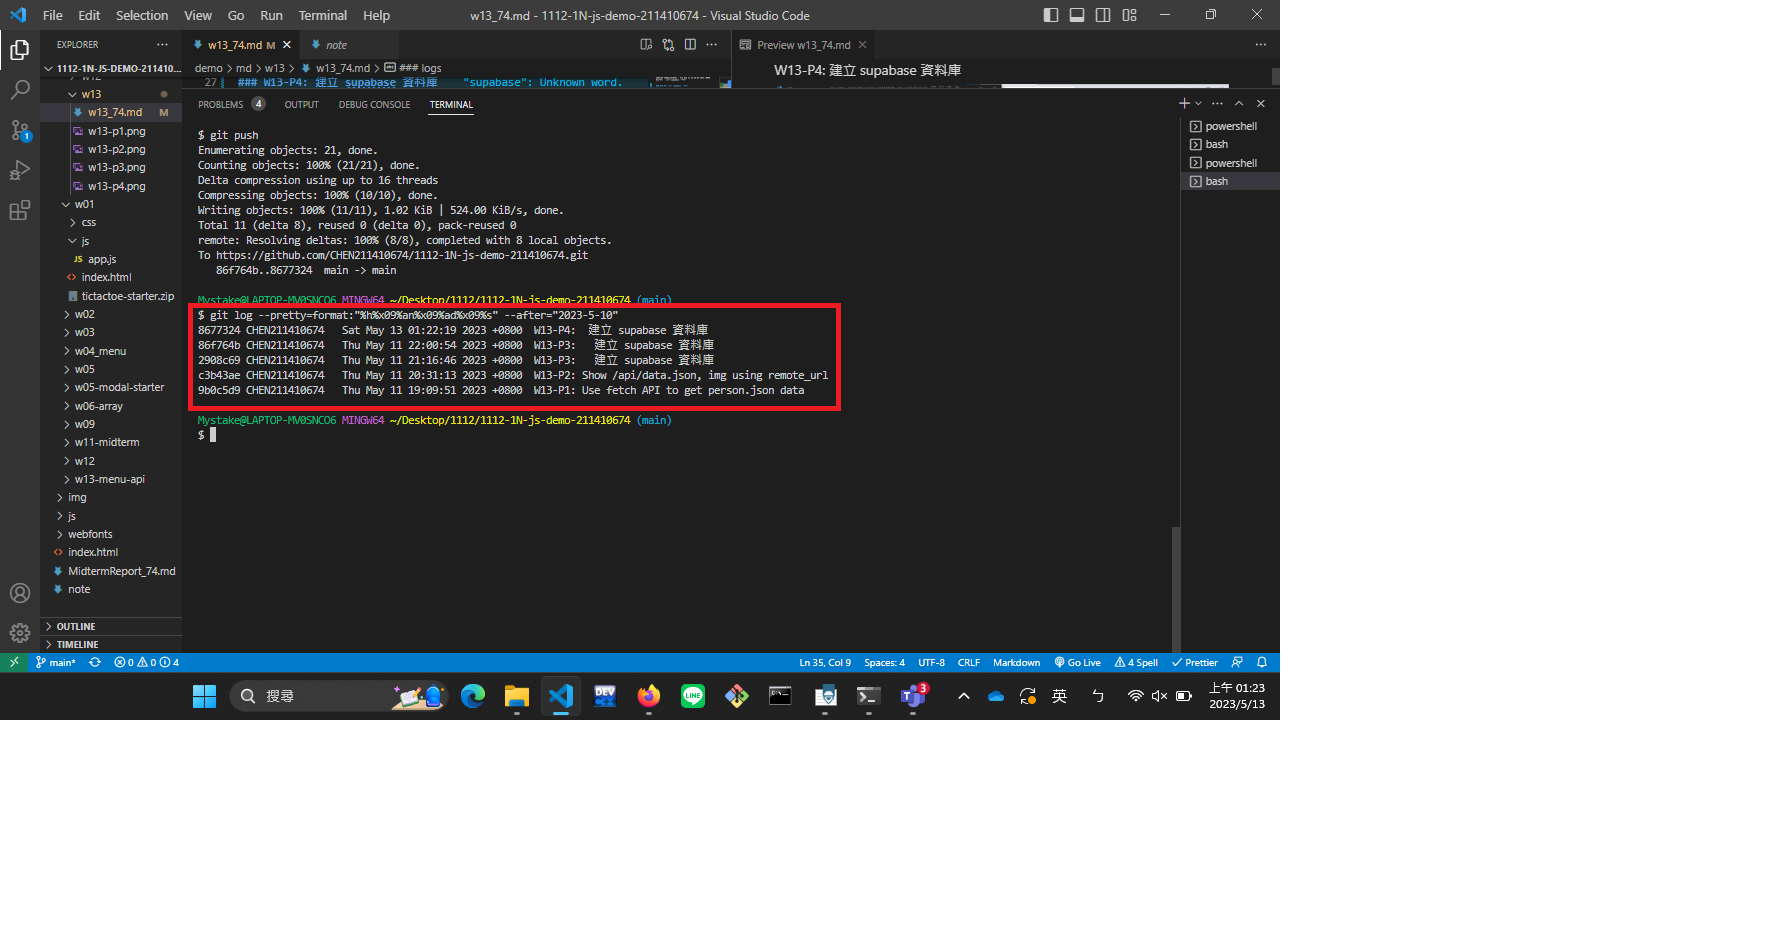 File Edit Selection View Go Run Terminal Help
w13_74.md - 1112-1N-js-demo-211410674 - Visual Studio Code
EXPLORER
w13_74.md M
note
Preview w13_74.md
1112-1N-JS-DEMO-211410...
demo > md > w13 > w13_74.md > ### logs
W13-P4: 建立 supabase 資料庫
27 ### W13-P4: 建立 supabase 資料庫 "supabase": Unknown word.
w12
w13
w13_74.md M
w13-p1.png
w13-p2.png
w13-p3.png
w13-p4.png
w01
css
js
JS app.js
index.html
tictactoe-starter.zip
w02
w03
w04_menu
w05
w05-modal-starter
w06-array
w09
w11-midterm
w12
w13-menu-api
img
js
webfonts
index.html
MidtermReport_74.md
note
OUTLINE
TIMELINE
PROBLEMS 4 OUTPUT DEBUG CONSOLE TERMINAL
$ git push
Enumerating objects: 21, done.
Counting objects: 100% (21/21), done.
Delta compression using up to 16 threads
Compressing objects: 100% (10/10), done.
Writing objects: 100% (11/11), 1.02 KiB | 524.00 KiB/s, done.
Total 11 (delta 8), reused 0 (delta 0), pack-reused 0
remote: Resolving deltas: 100% (8/8), completed with 8 local objects.
To https://github.com/CHEN211410674/1112-1N-js-demo-211410674.git
86f764b..8677324 main -> main
Mystake@LAPTOP-MV0SNCO6 MINGW64 ~/Desktop/1112/1112-1N-js-demo-211410674 (main)
$ git log --pretty=format:"%h%x09%an%x09%ad%x09%s" --after="2023-5-10"
8677324 CHEN211410674 Sat May 13 01:22:19 2023 +0800 W13-P4: 建立 supabase 資料庫
86f764b CHEN211410674 Thu May 11 22:00:54 2023 +0800 W13-P3: 建立 supabase 資料庫
2908c69 CHEN211410674 Thu May 11 21:16:46 2023 +0800 W13-P3: 建立 supabase 資料庫
c3b43ae CHEN211410674 Thu May 11 20:31:13 2023 +0800 W13-P2: Show /api/data.json, img using remote_url
9b0c5d9 CHEN211410674 Thu May 11 19:09:51 2023 +0800 W13-P1: Use fetch API to get person.json data
Mystake@LAPTOP-MV0SNCO6 MINGW64 ~/Desktop/1112/1112-1N-js-demo-211410674 (main)
$
powershell
bash
powershell
bash
1
main* 0 0 4
Ln 35, Col 9 Spaces: 4 UTF-8 CRLF Markdown Go Live 4 Spell Prettier
搜尋
DEV C++
LINE
T 3
英
ㄅ
上午 01:23
2023/5/13